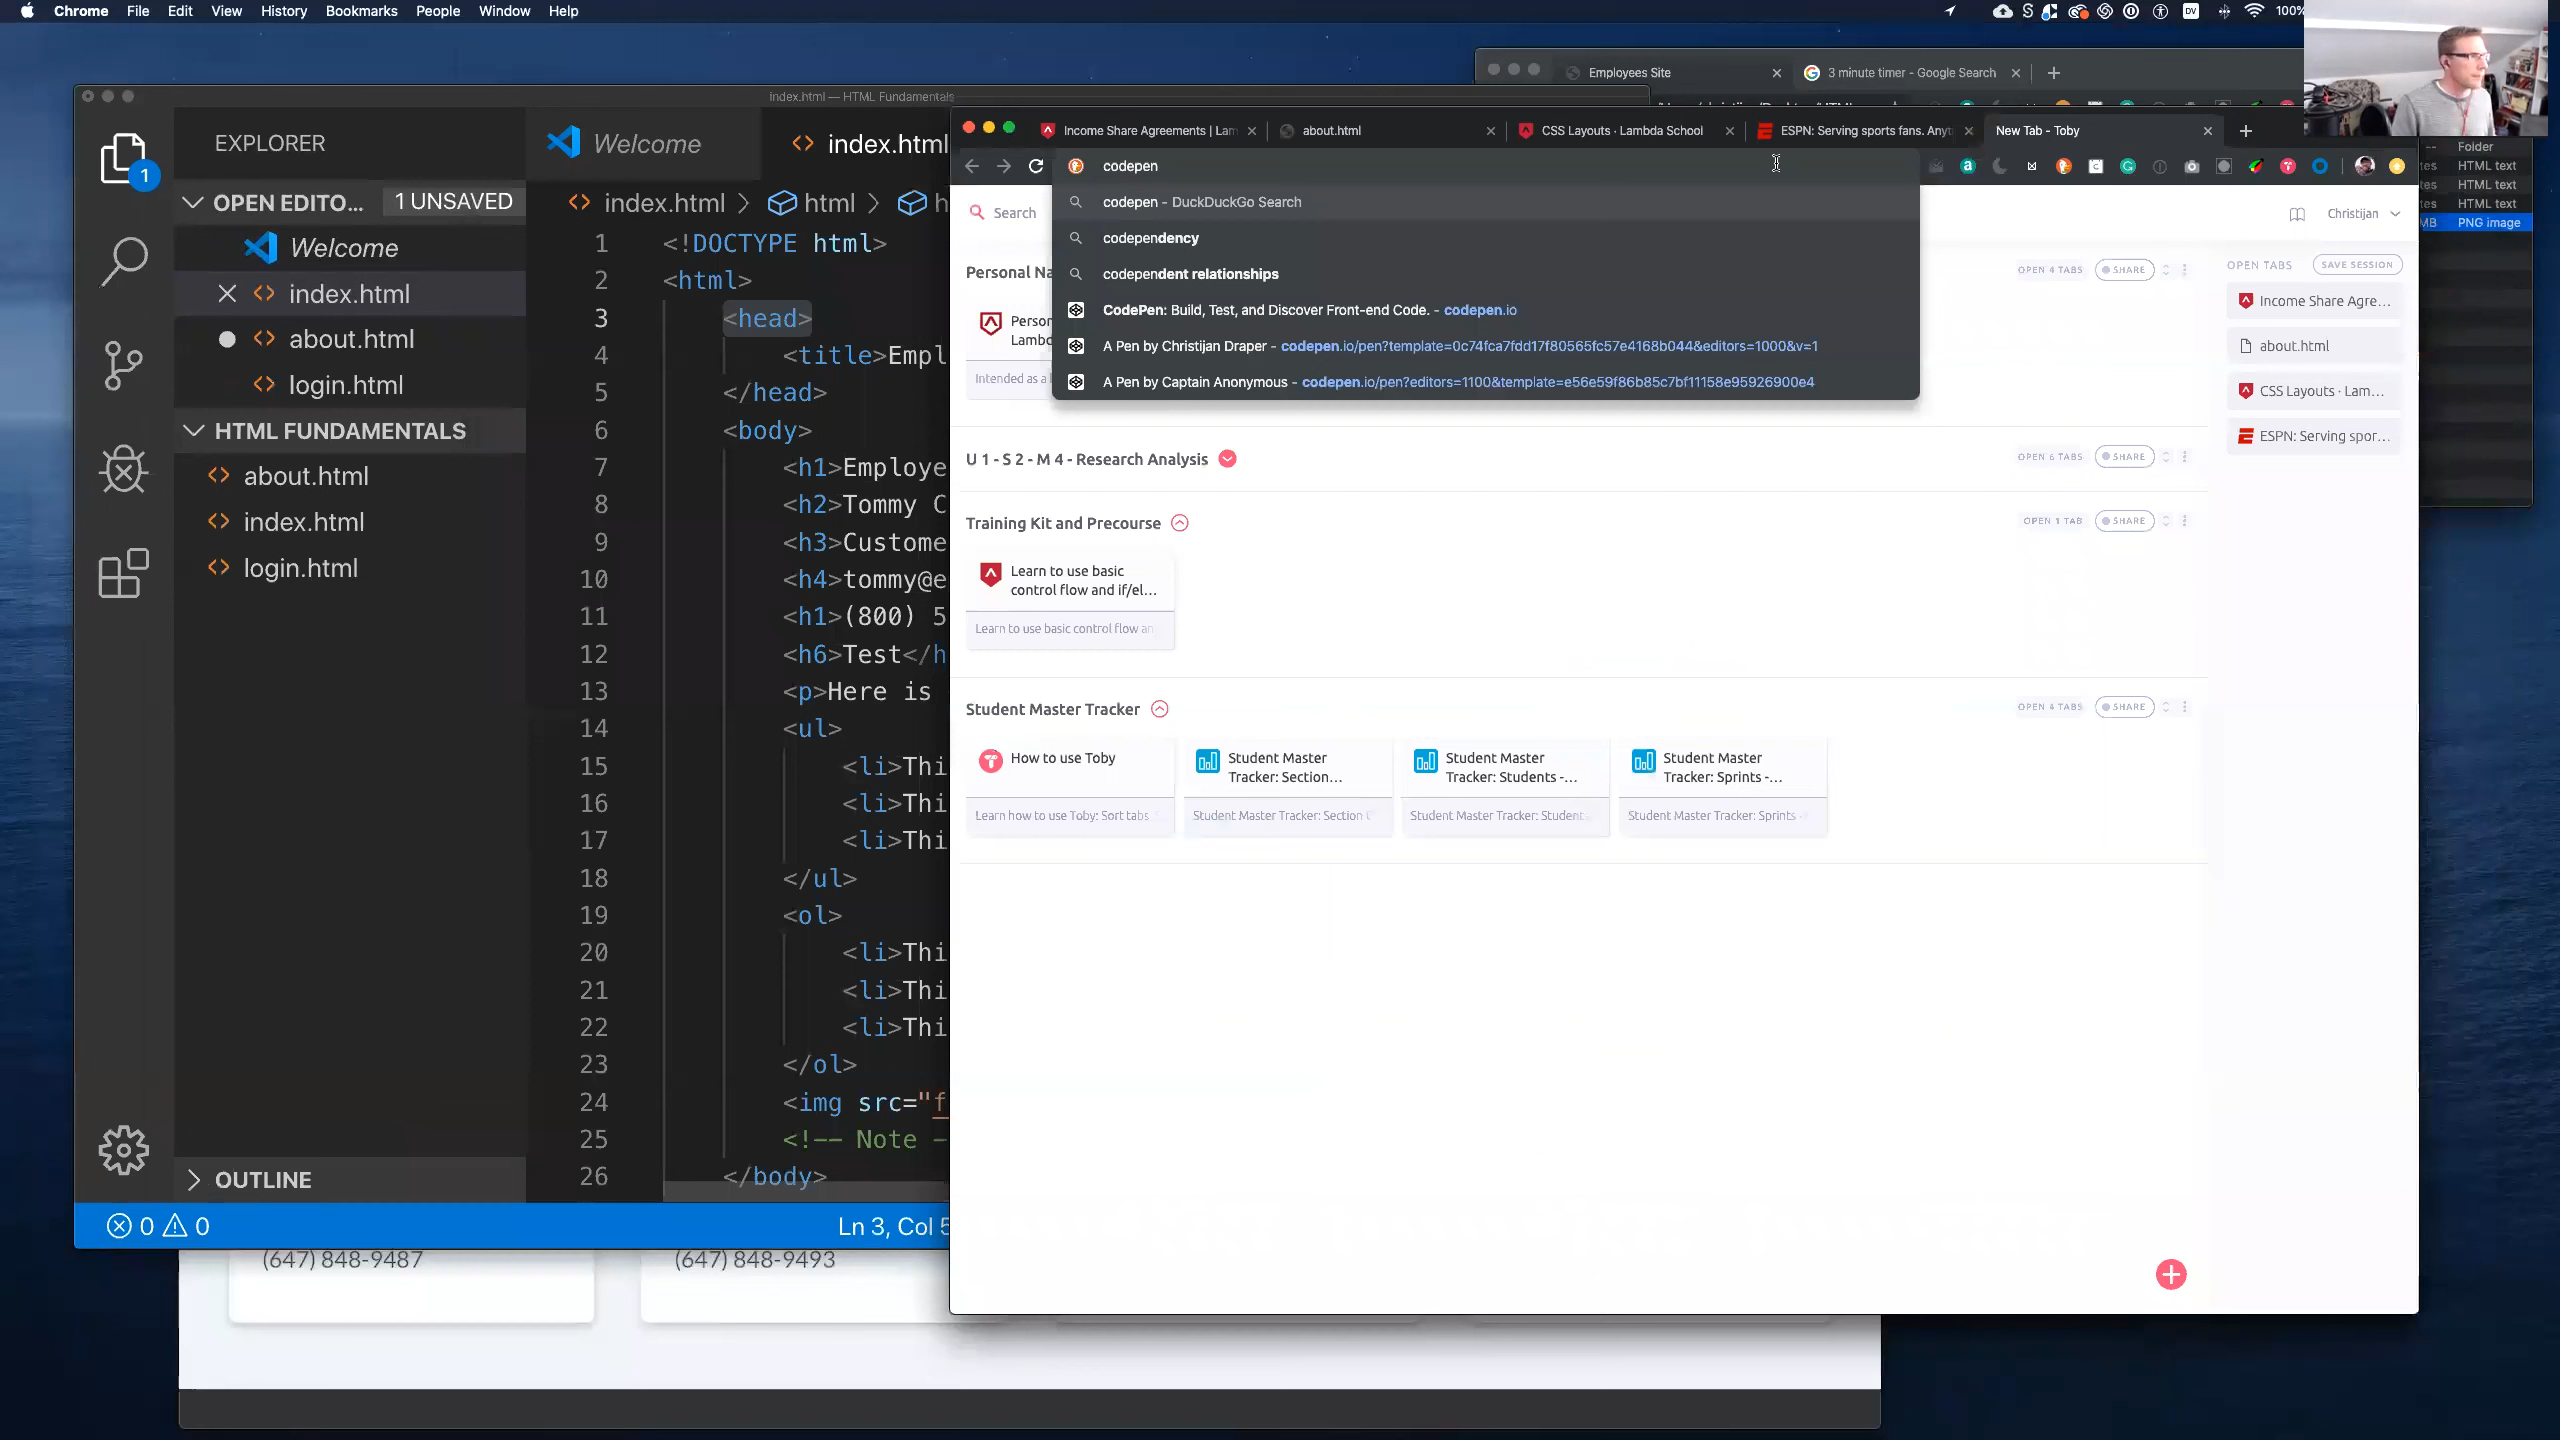 Chrome File Edit View History Bookmarks People Window Help
100%
Employees Site
3 minute timer - Google Search
index.html — HTML Fundamentals
EXPLORER
Welcome
index.html
OPEN EDITO... 1 UNSAVED
Welcome
index.html
about.html
login.html
HTML FUNDAMENTALS
about.html
index.html
login.html
OUTLINE
1
index.html > html > h
1 <!DOCTYPE html>
2 <html>
3 <head>
4 <title>Empl
5 </head>
6 <body>
7 <h1>Employe
8 <h2>Tommy C
9 <h3>Custome
10 <h4>tommy@e
11 <h1>(800) 5
12 <h6>Test</h
13 <p>Here is
14 <ul>
15 <li>Thi
16 <li>Thi
17 <li>Thi
18 </ul>
19 <ol>
20 <li>Thi
21 <li>Thi
22 <li>Thi
23 </ol>
24 <img src="f
25 <!-- Note -
26 </body>
0 0
Ln 3, Col 5
(647) 848-9487
(647) 848-9493
Income Share Agreements | Lam
about.html
CSS Layouts · Lambda School
ESPN: Serving sports fans. Anyt
New Tab - Toby
codepen
codepen - DuckDuckGo Search
codependency
codependent relationships
CodePen: Build, Test, and Discover Front-end Code. - codepen.io
A Pen by Christijan Draper - codepen.io/pen?template=0c74fca7fdd17f80565fc57e4168b044&editors=1000&v=1
A Pen by Captain Anonymous - codepen.io/pen?editors=1100&template=e56e59f86b85c7bf11158e95926900e4
Search
Christijan
Personal Na
OPEN 4 TABS SHARE
Person
Lambd
Intended as a
U 1 - S 2 - M 4 - Research Analysis
OPEN 6 TABS SHARE
Training Kit and Precourse
OPEN 1 TAB SHARE
Learn to use basic
control flow and if/el...
Learn to use basic control flow an
Student Master Tracker
OPEN 4 TABS SHARE
How to use Toby
Learn how to use Toby: Sort tabs
Student Master
Tracker: Section...
Student Master Tracker: Section
Student Master
Tracker: Students -...
Student Master Tracker: Student
Student Master
Tracker: Sprints -...
Student Master Tracker: Sprints
OPEN TABS SAVE SESSION
Income Share Agre...
about.html
CSS Layouts · Lam...
ESPN: Serving spor...
Folder
HTML text
HTML text
HTML text
PNG image